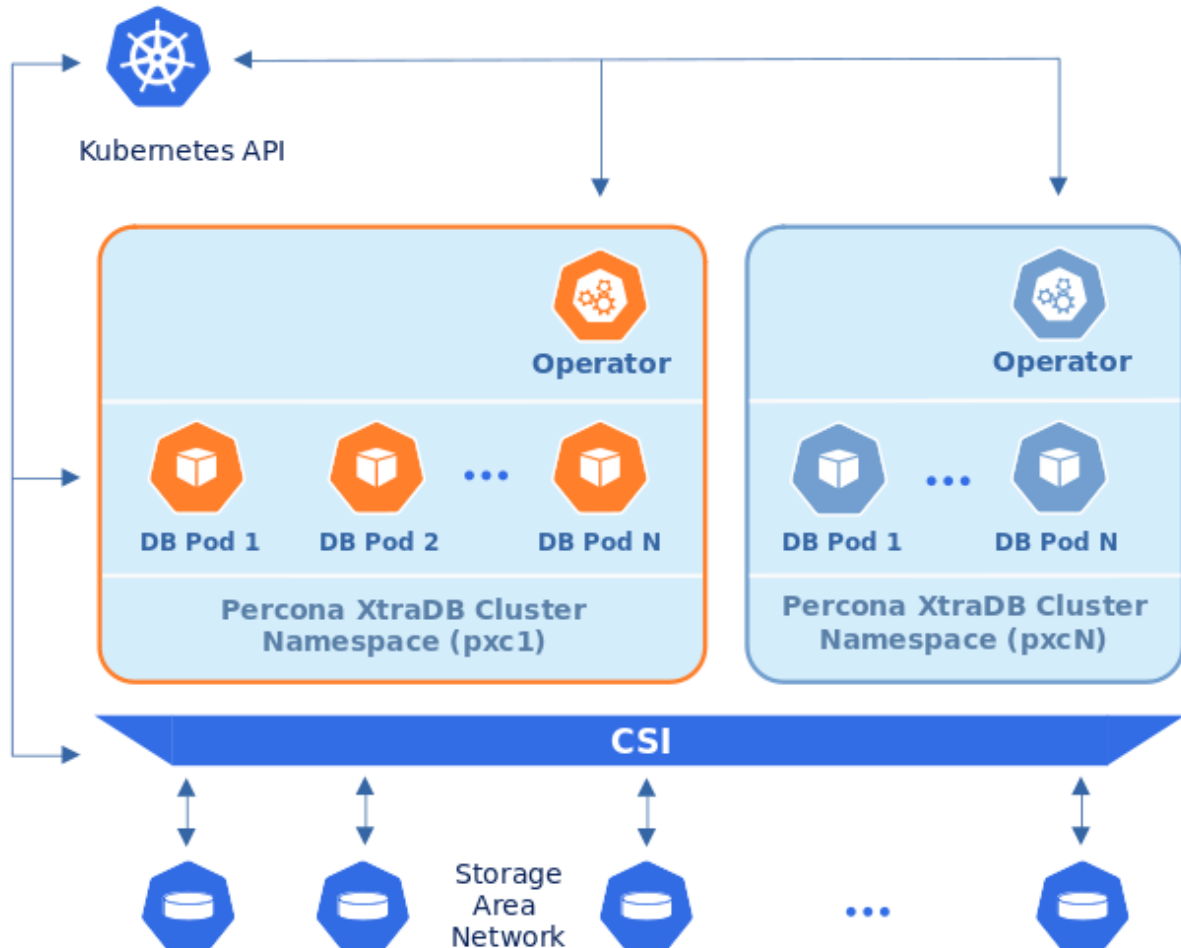 Kubernetes API
Operator
Operator
DB Pod 1
DB Pod 2
DB Pod N
DB Pod 1
DB Pod N
Percona XtraDB Cluster
Namespace (pxc1)
Percona XtraDB Cluster
Namespace (pxcN)
CSI
Storage
Area
Network